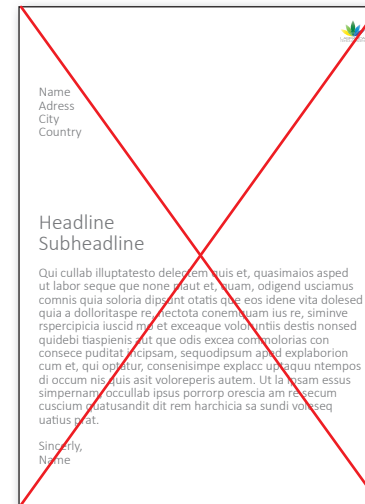 Name
Adress
City
Country
Headline
Subheadline
Qui cullab illuptatesto delectem quis et, quasimaios asped
ut labor seque que none plaut et, quam, odigend usciamus
comnis quia soloria dipsunt otatis que eos idene vita dolesed
quia a dolloritaspe re, nectota conemquam ius re, siminve
rspercipicia iuscid mo et exceaque voloruntiis destis nonsed
quidebi tiaspienis aut que odis excea commolorias con
consece puditat incipsam, sequodipsum aped explaborion
cum et, qui optatur, consenisimpe explacc uptaquu ntempos
di occum nis quis asit voloreperis autem. Ut la ipsam essus
simpernam, occullab ipsus porrorp orescia am re secum
cuscium quatusandit dit rem harchicia sa sundi voleseq
uatius prat.
Sincerly,
Name